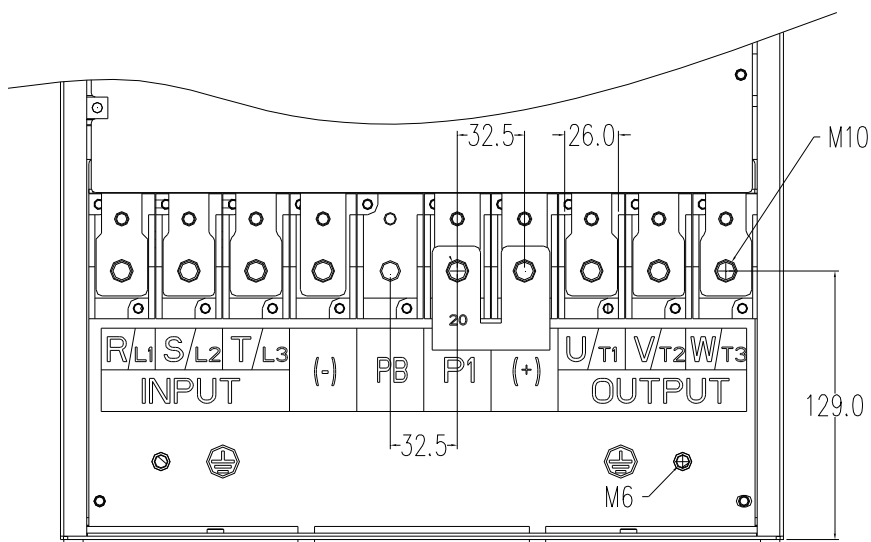 32.5
26.0
M10
20
R/L1 S/L2 T/L3 (-) PB P1 (+) U/T1 V/T2 W/T3
INPUT OUTPUT
129.0
32.5
M6